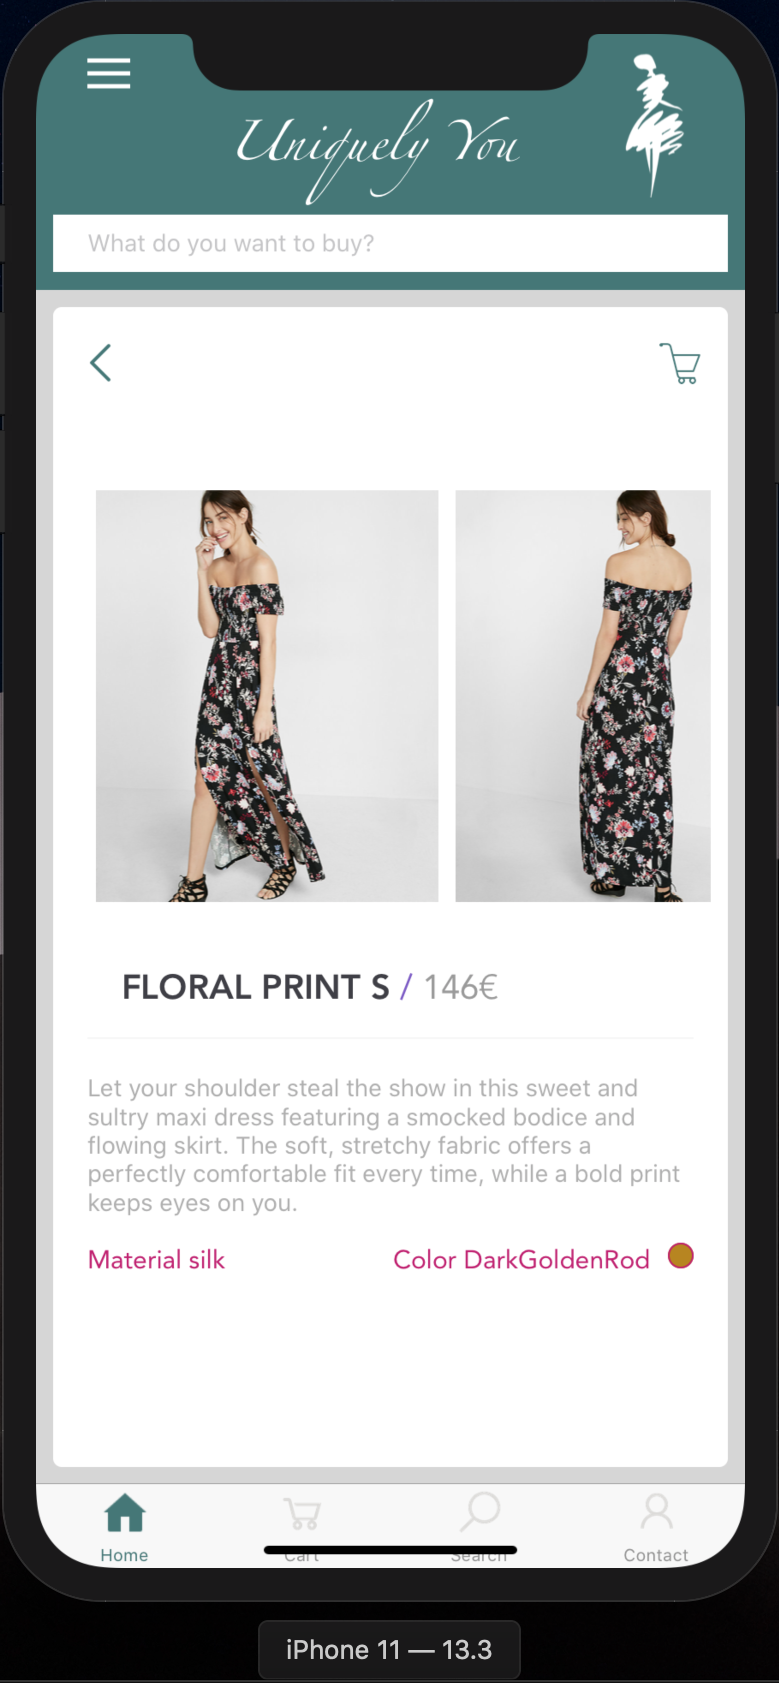 Uniquely You
What do you want to buy?
FLORAL PRINT S / 146€
Let your shoulder steal the show in this sweet and
sultry maxi dress featuring a smocked bodice and
flowing skirt. The soft, stretchy fabric offers a
perfectly comfortable fit every time, while a bold print
keeps eyes on you.
Material silk
Color DarkGoldenRod
Home
Cart
Search
Contact
iPhone 11 — 13.3